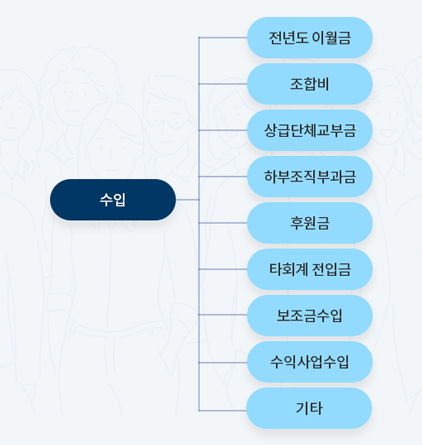 전년도 이월금
조합비
상급단체교부금
하부조직부과금
수입
후원금
타회계 전입금
보조금수입
수익사업수입
기타